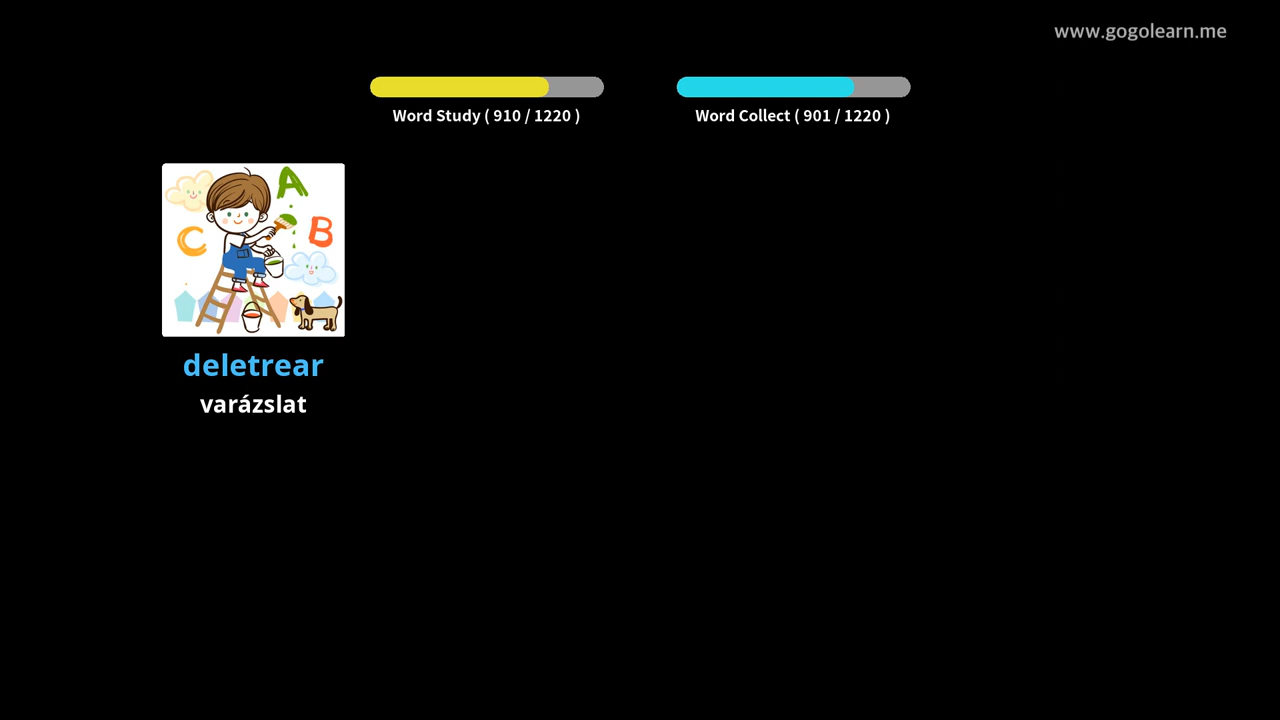 www.gogolearn.me
Word Study ( 910 / 1220 )
Word Collect ( 901 / 1220 )
A
B
C
deletrear
varázslat